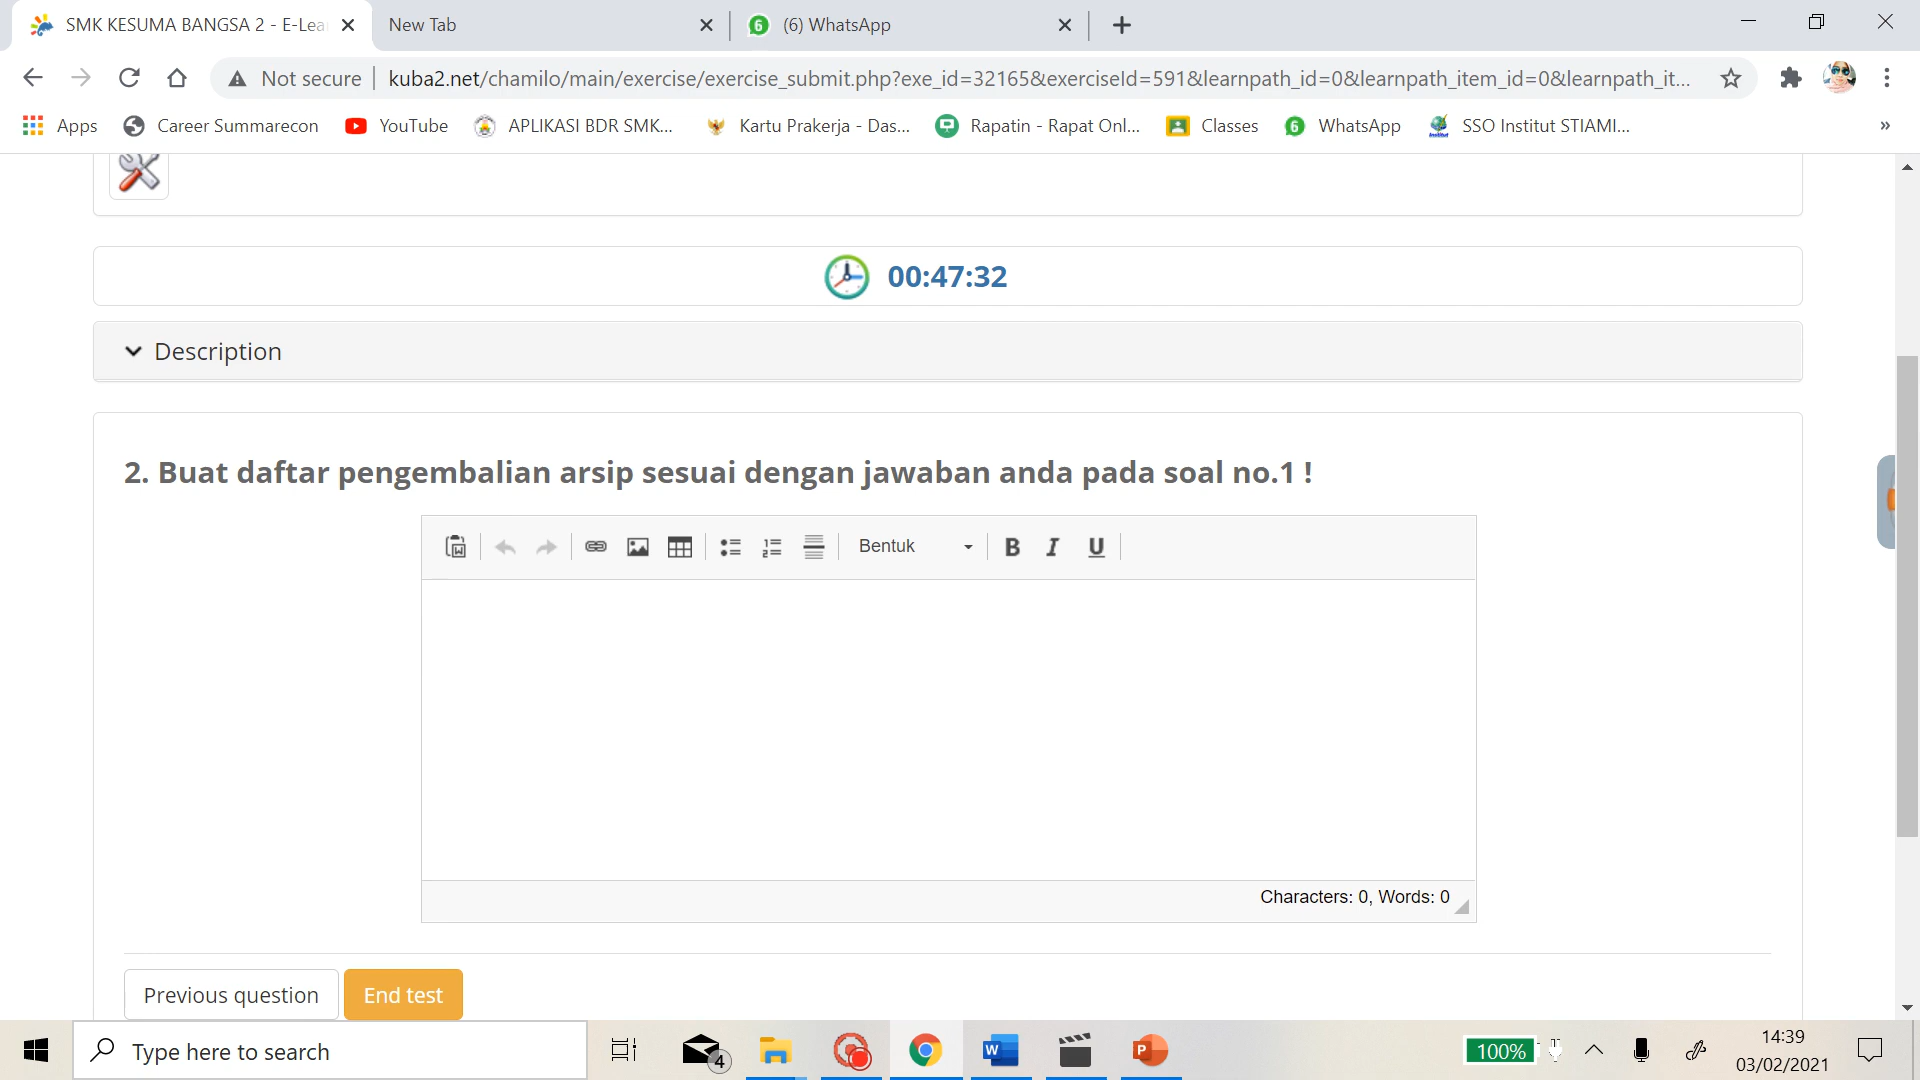 SMK KESUMA BANGSA 2 - E-Lea
New Tab
6 (6) WhatsApp
Not secure
kuba2.net/chamilo/main/exercise/exercise_submit.php?exe_id=32165&exerciseId=591&learnpath_id=0&learnpath_item_id=0&learnpath_it...
Apps
Career Summarecon
YouTube
APLIKASI BDR SMK...
Kartu Prakerja - Das...
Rapatin - Rapat Onl...
Classes
6 WhatsApp
SSO Institut STIAMI...
»
00:47:32
Description
2. Buat daftar pengembalian arsip sesuai dengan jawaban anda pada soal no.1 !
Bentuk
B I U
Characters: 0, Words: 0
Previous question
End test
Type here to search
4
W
P
100%
14:39
03/02/2021